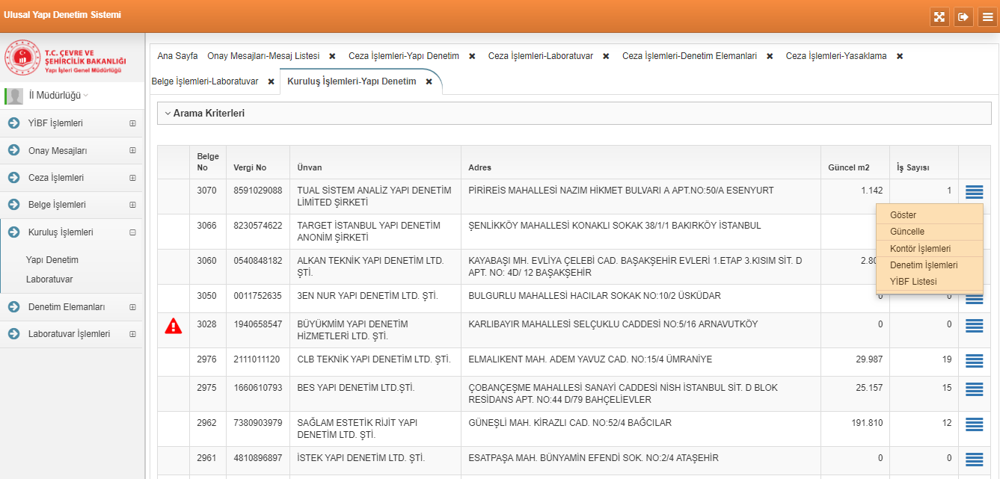 Ulusal Yapı Denetim Sistemi
T.C. ÇEVRE VE
ŞEHİRCİLİK BAKANLIĞI
Yapı İşleri Genel Müdürlüğü
İl Müdürlüğü
YİBF İşlemleri
Onay Mesajları
Ceza İşlemleri
Belge İşlemleri
Kuruluş İşlemleri
Yapı Denetim
Laboratuvar
Denetim Elemanları
Laboratuvar İşlemleri
Ana Sayfa Onay Mesajları-Mesaj Listesi Ceza İşlemleri-Yapı Denetim Ceza İşlemleri-Laboratuvar Ceza İşlemleri-Denetim Elemanlari Ceza İşlemleri-Yasaklama
Belge İşlemleri-Laboratuvar Kuruluş İşlemleri-Yapı Denetim
Arama Kriterleri
Belge
No Vergi No Ünvan Adres Güncel m2 İş Sayısı
3070 8591029088 TUAL SİSTEM ANALİZ YAPI DENETİM PİRİREİS MAHALLESİ NAZIM HİKMET BULVARI A APT.NO:50/A ESENYURT 1.142 1
LİMİTED ŞİRKETİ
3066 8230574622 TARGET İSTANBUL YAPI DENETİM ŞENLİKKÖY MAHALLESİ KONAKLI SOKAK 38/1/1 BAKIRKÖY İSTANBUL
ANONİM ŞİRKETİ
3060 0540848182 ALKAN TEKNİK YAPI DENETİM LTD. KAYABAŞI MH. EVLİYA ÇELEBİ CAD. BAŞAKŞEHİR EVLERİ 1.ETAP 3.KISIM SİT. D 2.80
ŞTİ. APT. NO: 4D/ 12 BAŞAKŞEHİR
3050 0011752635 3EN NUR YAPI DENETİM LTD. ŞTİ. BULGURLU MAHALLESİ HACILAR SOKAK NO:10/2 ÜSKÜDAR 0 0
3028 1940658547 BÜYÜKMİM YAPI DENETİM KARLIBAYIR MAHALLESİ SELÇUKLU CADDESİ NO:5/16 ARNAVUTKÖY 0 0
HİZMETLERİ LTD. ŞTİ.
2976 2111011120 CLB TEKNİK YAPI DENETİM LTD. ŞTİ. ELMALIKENT MAH. ADEM YAVUZ CAD. NO:15/4 ÜMRANİYE 29.987 19
2975 1660610793 BES YAPI DENETİM LTD.ŞTİ. ÇOBANÇEŞME MAHALLESİ SANAYİ CADDESİ NİSH İSTANBUL SİT. D BLOK 25.157 15
RESİDANS APT. NO:44 D/79 BAHÇELİEVLER
2962 7380903979 SAĞLAM ESTETİK RİJİT YAPI GÜNEŞLİ MAH. KİRAZLI CAD. NO:52/4 BAĞCILAR 191.810 12
DENETİM LTD. ŞTİ.
2961 4810896897 İSTEK YAPI DENETİM LTD. ŞTİ. ESATPAŞA MAH. BÜNYAMİN EFENDİ SOK. NO:2/4 ATAŞEHİR 0 0
Göster
Güncelle
Kontör İşlemleri
Denetim İşlemleri
YİBF Listesi